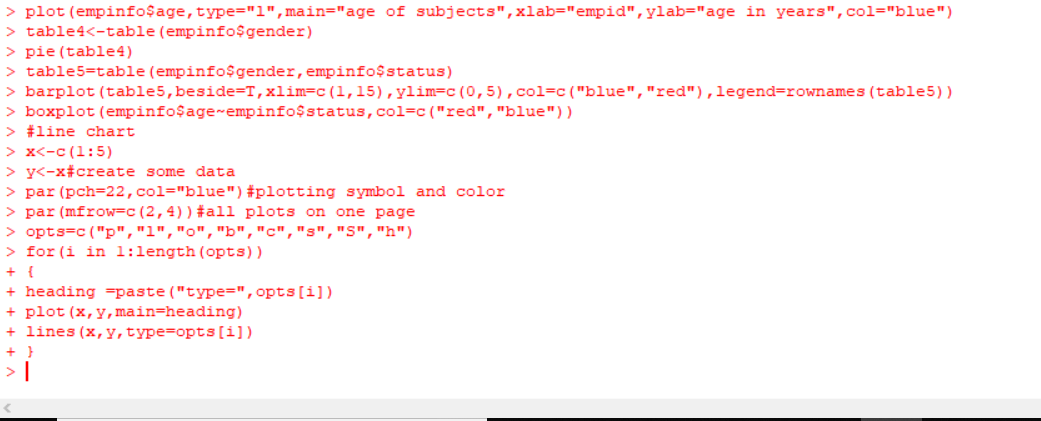 > plot(empinfo$age,type="l",main="age of subjects",xlab="empid",ylab="age in years",col="blue")
> table4<-table(empinfo$gender)
> pie(table4)
> table5=table(empinfo$gender,empinfo$status)
> barplot(table5,beside=T,xlim=c(1,15),ylim=c(0,5),col=c("blue","red"),legend=rownames(table5))
> boxplot(empinfo$age~empinfo$status,col=c("red","blue"))
> #line chart
> x<-c(1:5)
> y<-x#create some data
> par(pch=22,col="blue")#plotting symbol and color
> par(mfrow=c(2,4))#all plots on one page
> opts=c("p","l","o","b","c","s","S","h")
> for(i in 1:length(opts))
+ {
+ heading =paste("type=",opts[i])
+ plot(x,y,main=heading)
+ lines(x,y,type=opts[i])
+ }
>